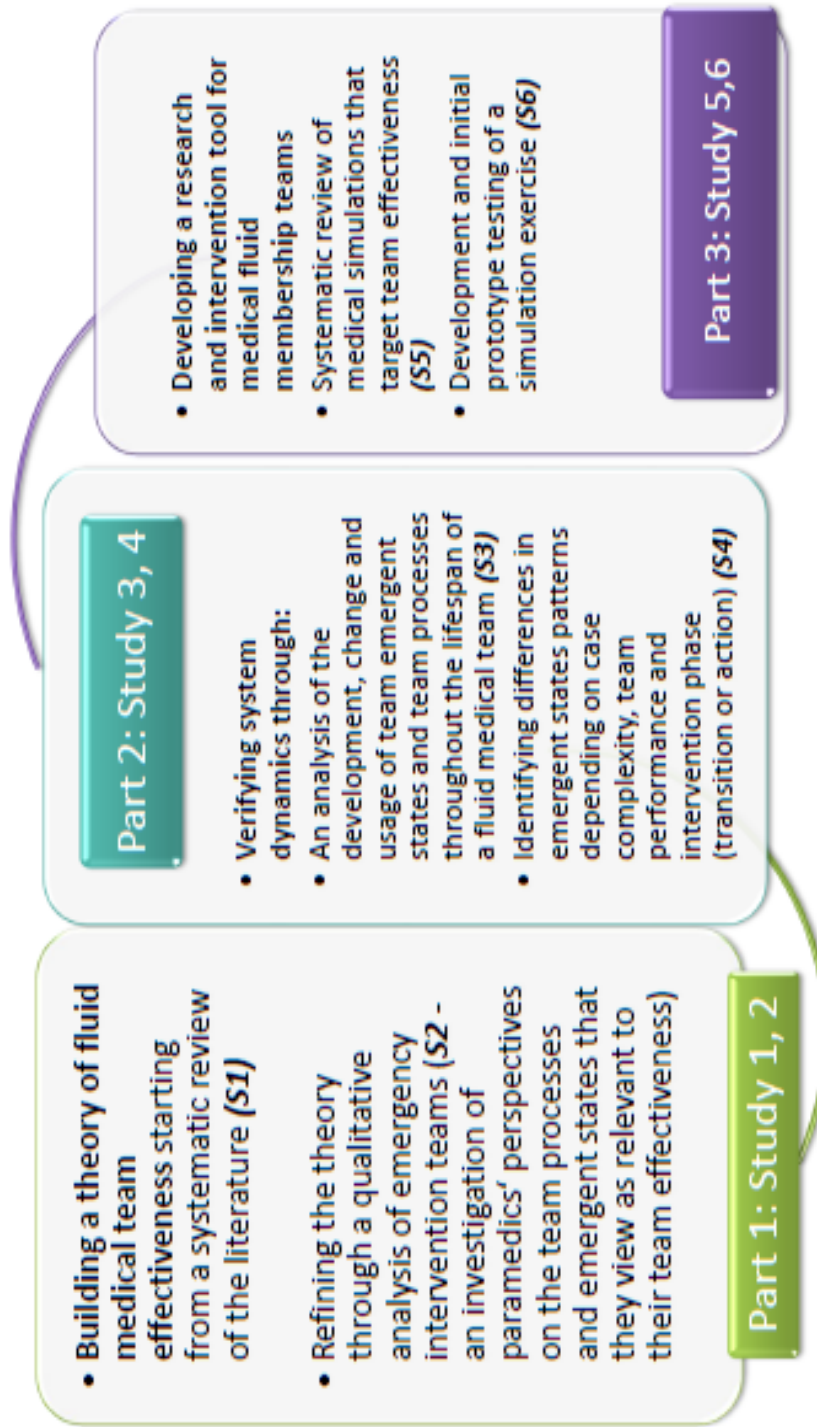 • Building a theory of fluid
medical team
effectiveness starting
from a systematic review
of the literature (S1)
• Refining the theory
through a qualitative
analysis of emergency
intervention teams (S2 -
an investigation of
paramedics' perspectives
on the team processes
and emergent states that
they view as relevant to
their team effectiveness)
Part 1: Study 1, 2
Part 2: Study 3, 4
• Verifying system
dynamics through:
• An analysis of the
development, change and
usage of team emergent
states and team processes
throughout the lifespan of
a fluid medical team (S3)
• Identifying differences in
emergent states patterns
depending on case
complexity, team
performance and
intervention phase
(transition or action) (S4)
• Developing a research
and intervention tool for
medical fluid
membership teams
• Systematic review of
medical simulations that
target team effectiveness
(S5)
• Development and initial
prototype testing of a
simulation exercise (S6)
Part 3: Study 5,6